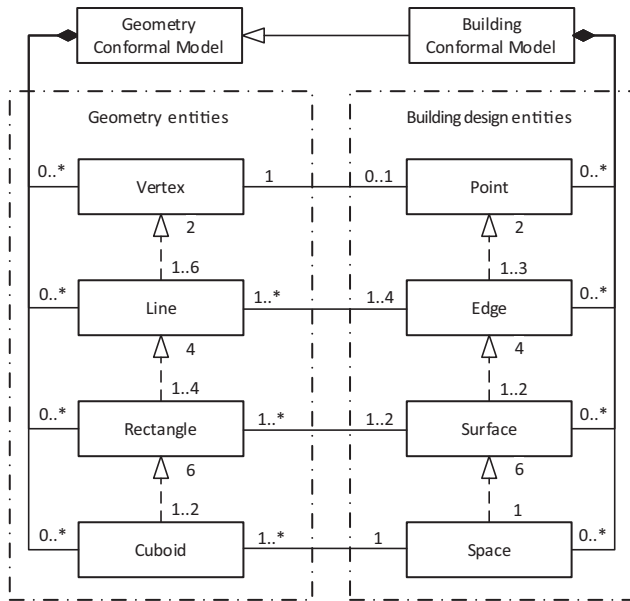 Geometry
Conformal Model
Building
Conformal Model
Geometry entities
Building design entities
0..* Vertex 1 0..1 Point 0..*
2 2
1..6 1..3
0..* Line 1..* 1..4 Edge 0..*
4 4
1..4 1..2
0..* Rectangle 1..* 1..2 Surface 0..*
6 6
1..2 1
0..* Cuboid 1..* 1 Space 0..*